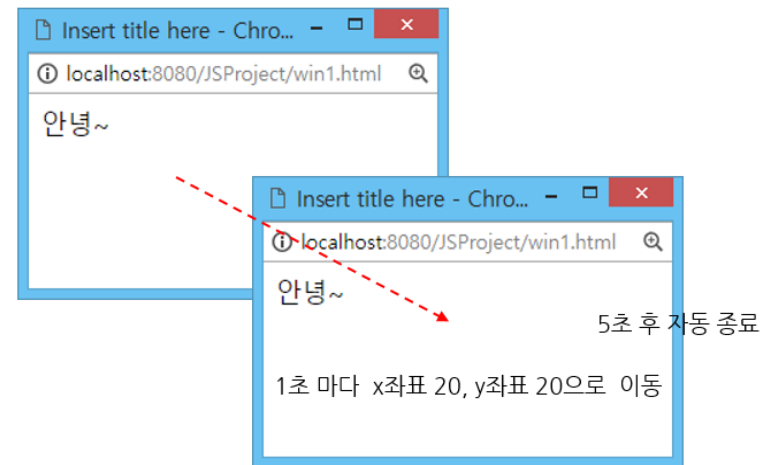 Insert title here - Chro...
localhost:8080/JSProject/win1.html
안녕~
Insert title here - Chro...
localhost:8080/JSProject/win1.html
안녕~
5초 후 자동 종료
1초 마다 x좌표 20, y좌표 20으로 이동